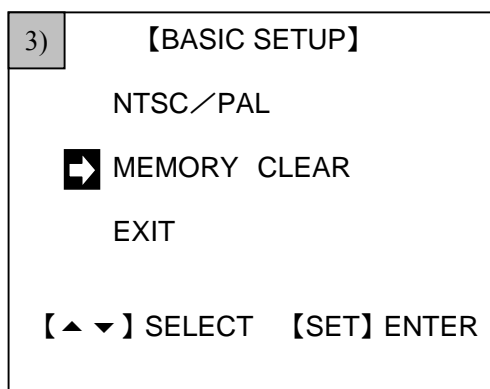 3) 【BASIC SETUP】
NTSC／PAL
MEMORY CLEAR
EXIT
【▲ ▼】SELECT 【SET】ENTER